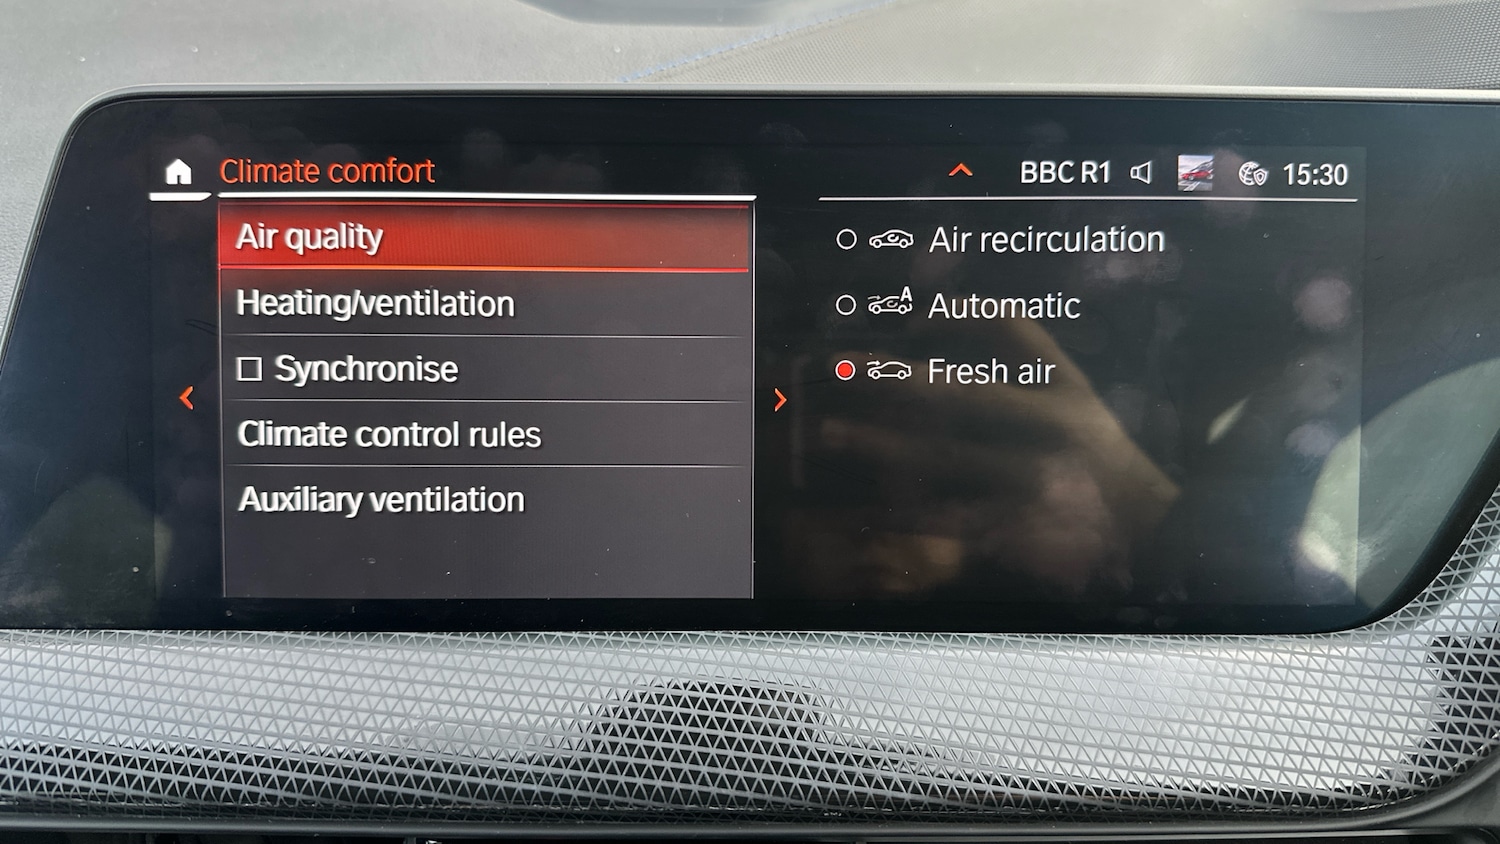 Climate comfort
BBC R1 15:30
Air quality
Heating/ventilation
Synchronise
Climate control rules
Auxiliary ventilation
Air recirculation
A Automatic
Fresh air